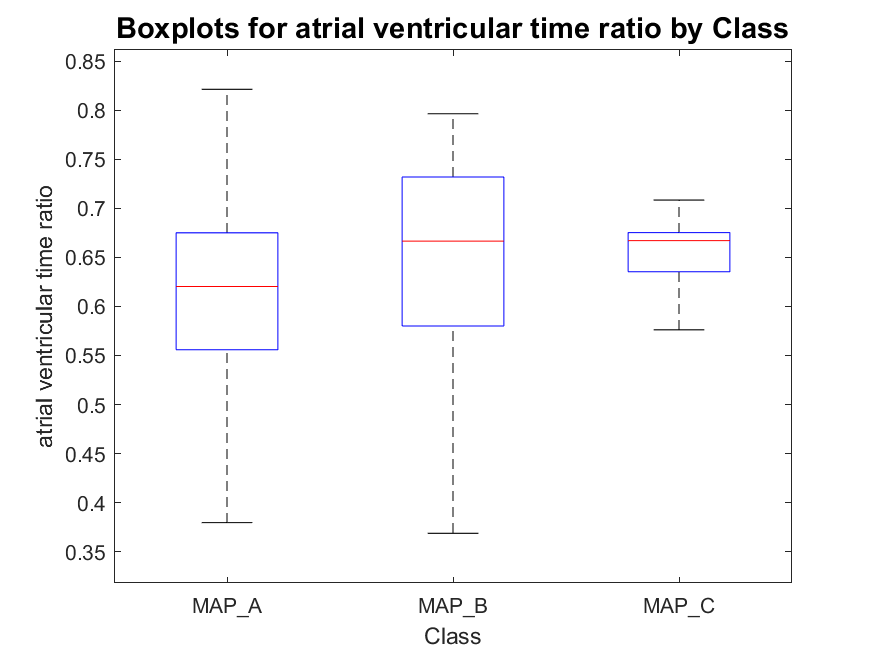 Boxplots for atrial ventricular time ratio by Class
0.85
0.8
0.75
0.7
0.65
0.6
0.55
0.5
0.45
0.4
0.35
atrial ventricular time ratio
MAP_A MAP_B MAP_C
Class